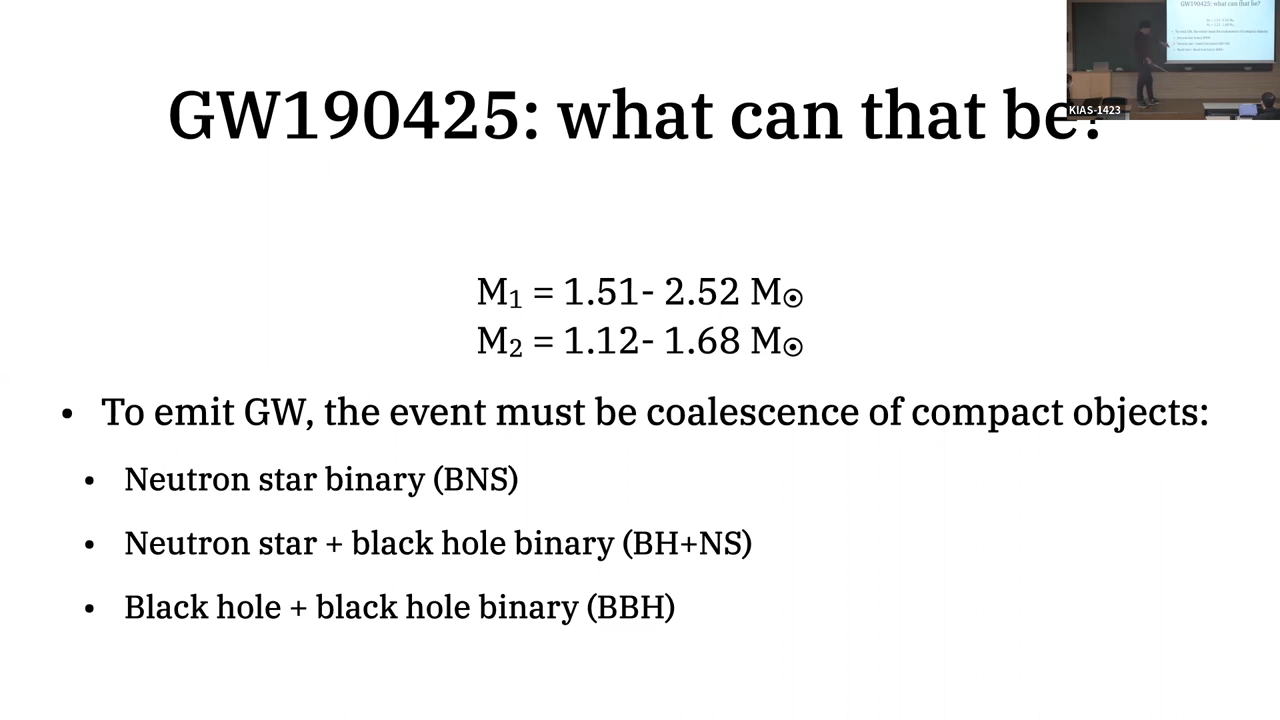 GW190425: what can that be?
KIAS-1423
M₁ = 1.51- 2.52 M☉
M₂ = 1.12- 1.68 M☉
• To emit GW, the event must be coalescence of compact objects:
• Neutron star binary (BNS)
• Neutron star + black hole binary (BH+NS)
• Black hole + black hole binary (BBH)